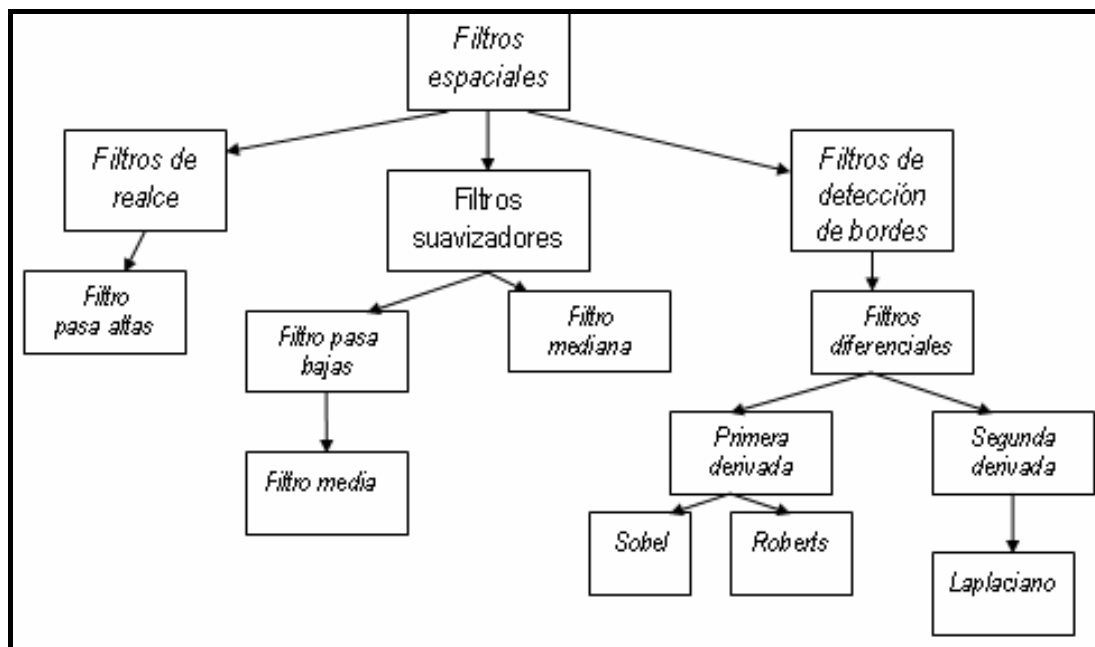 Filtros
espaciales
Filtros de
realce
Filtros
suavizadores
Filtros de
detección
de bordes
Filtro
pasa altas
Filtro pasa
bajas
Filtro
mediana
Filtros
diferenciales
Filtro media
Primera
derivada
Segunda
derivada
Sobel
Roberts
Laplaciano